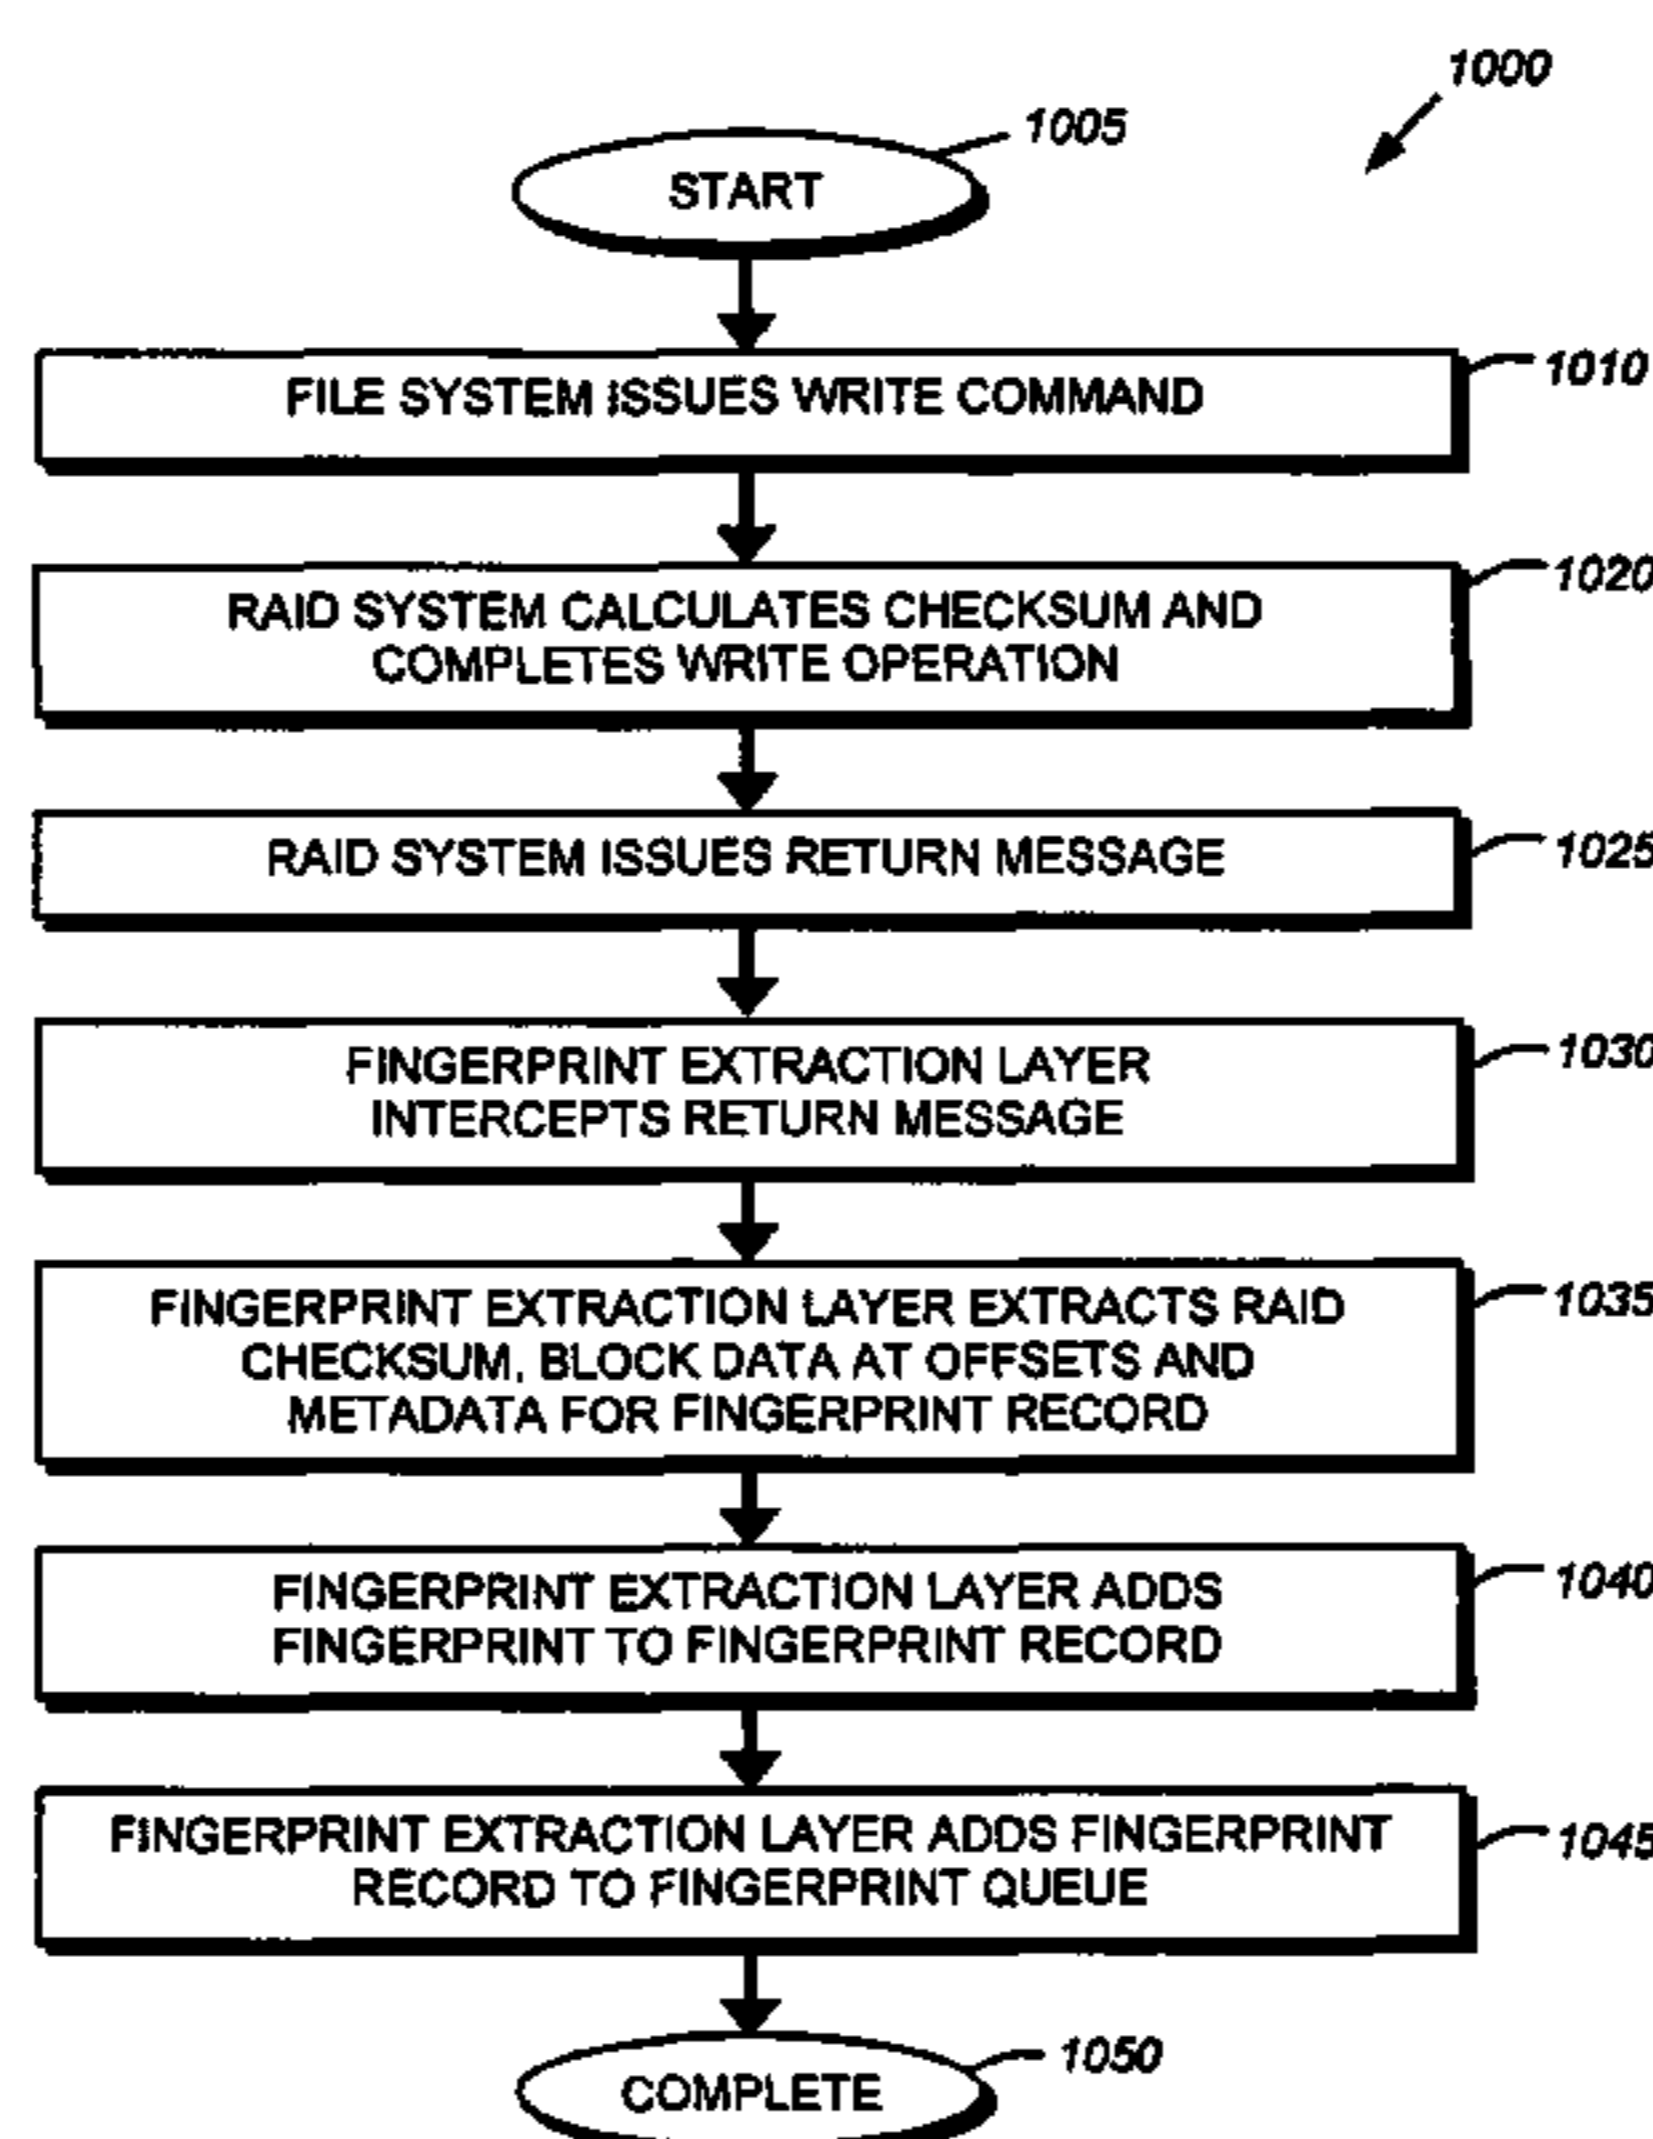 1000
1005
START
FILE SYSTEM ISSUES WRITE COMMAND
1010
RAID SYSTEM CALCULATES CHECKSUM AND
COMPLETES WRITE OPERATION
1020
RAID SYSTEM ISSUES RETURN MESSAGE
1025
FINGERPRINT EXTRACTION LAYER
INTERCEPTS RETURN MESSAGE
1030
FINGERPRINT EXTRACTION LAYER EXTRACTS RAID
CHECKSUM, BLOCK DATA AT OFFSETS AND
METADATA FOR FINGERPRINT RECORD
1035
FINGERPRINT EXTRACTION LAYER ADDS
FINGERPRINT TO FINGERPRINT RECORD
1040
FINGERPRINT EXTRACTION LAYER ADDS FINGERPRINT
RECORD TO FINGERPRINT QUEUE
1045
COMPLETE
1050